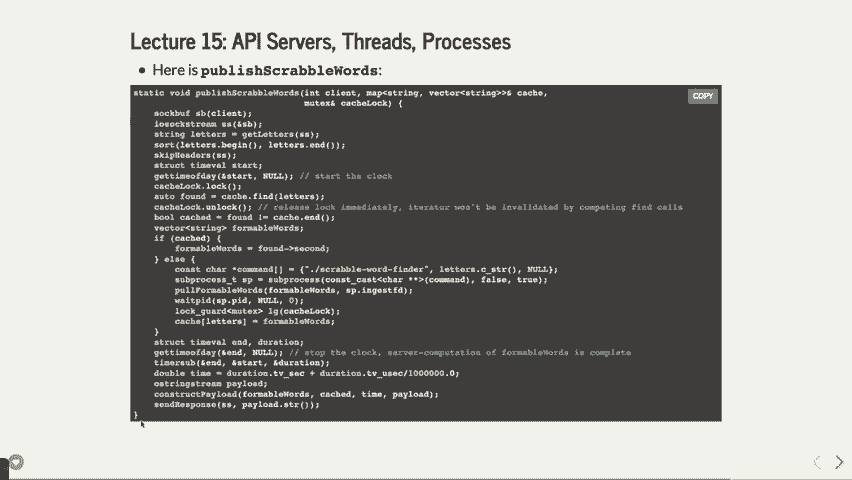 Lecture 15: API Servers, Threads, Processes
• Here is publishScrabbleWords:
COPY
static void publishScrabbleWords(int client, map<string, vector<string>>& cache,
                                 mutex& cacheLock) {
    sockbuf sb(client);
    iosockstream ss(&sb);
    string letters = getLetters(ss);
    sort(letters.begin(), letters.end());
    skipHeaders(ss);
    struct timeval start;
    gettimeofday(&start, NULL); // start the clock
    cacheLock.lock();
    auto found = cache.find(letters);
    cacheLock.unlock(); // release lock immediately, iterator won't be invalidated by competing find calls
    bool cached = found != cache.end();
    vector<string> formableWords;
    if (cached) {
        formableWords = found->second;
    } else {
        const char *command[] = {"./scrabble-word-finder", letters.c_str(), NULL};
        subprocess_t sp = subprocess(const_cast<char **>(command), false, true);
        pullFormableWords(formableWords, sp.ingestfd);
        waitpid(sp.pid, NULL, 0);
        lock_guard<mutex> lg(cacheLock);
        cache[letters] = formableWords;
    }
    struct timeval end, duration;
    gettimeofday(&end, NULL); // stop the clock, server-computation of formableWords is complete
    timersub(&end, &start, &duration);
    double time = duration.tv_sec + duration.tv_usec/1000000.0;
    ostringstream payload;
    constructPayload(formableWords, cached, time, payload);
    sendResponse(ss, payload.str());
}